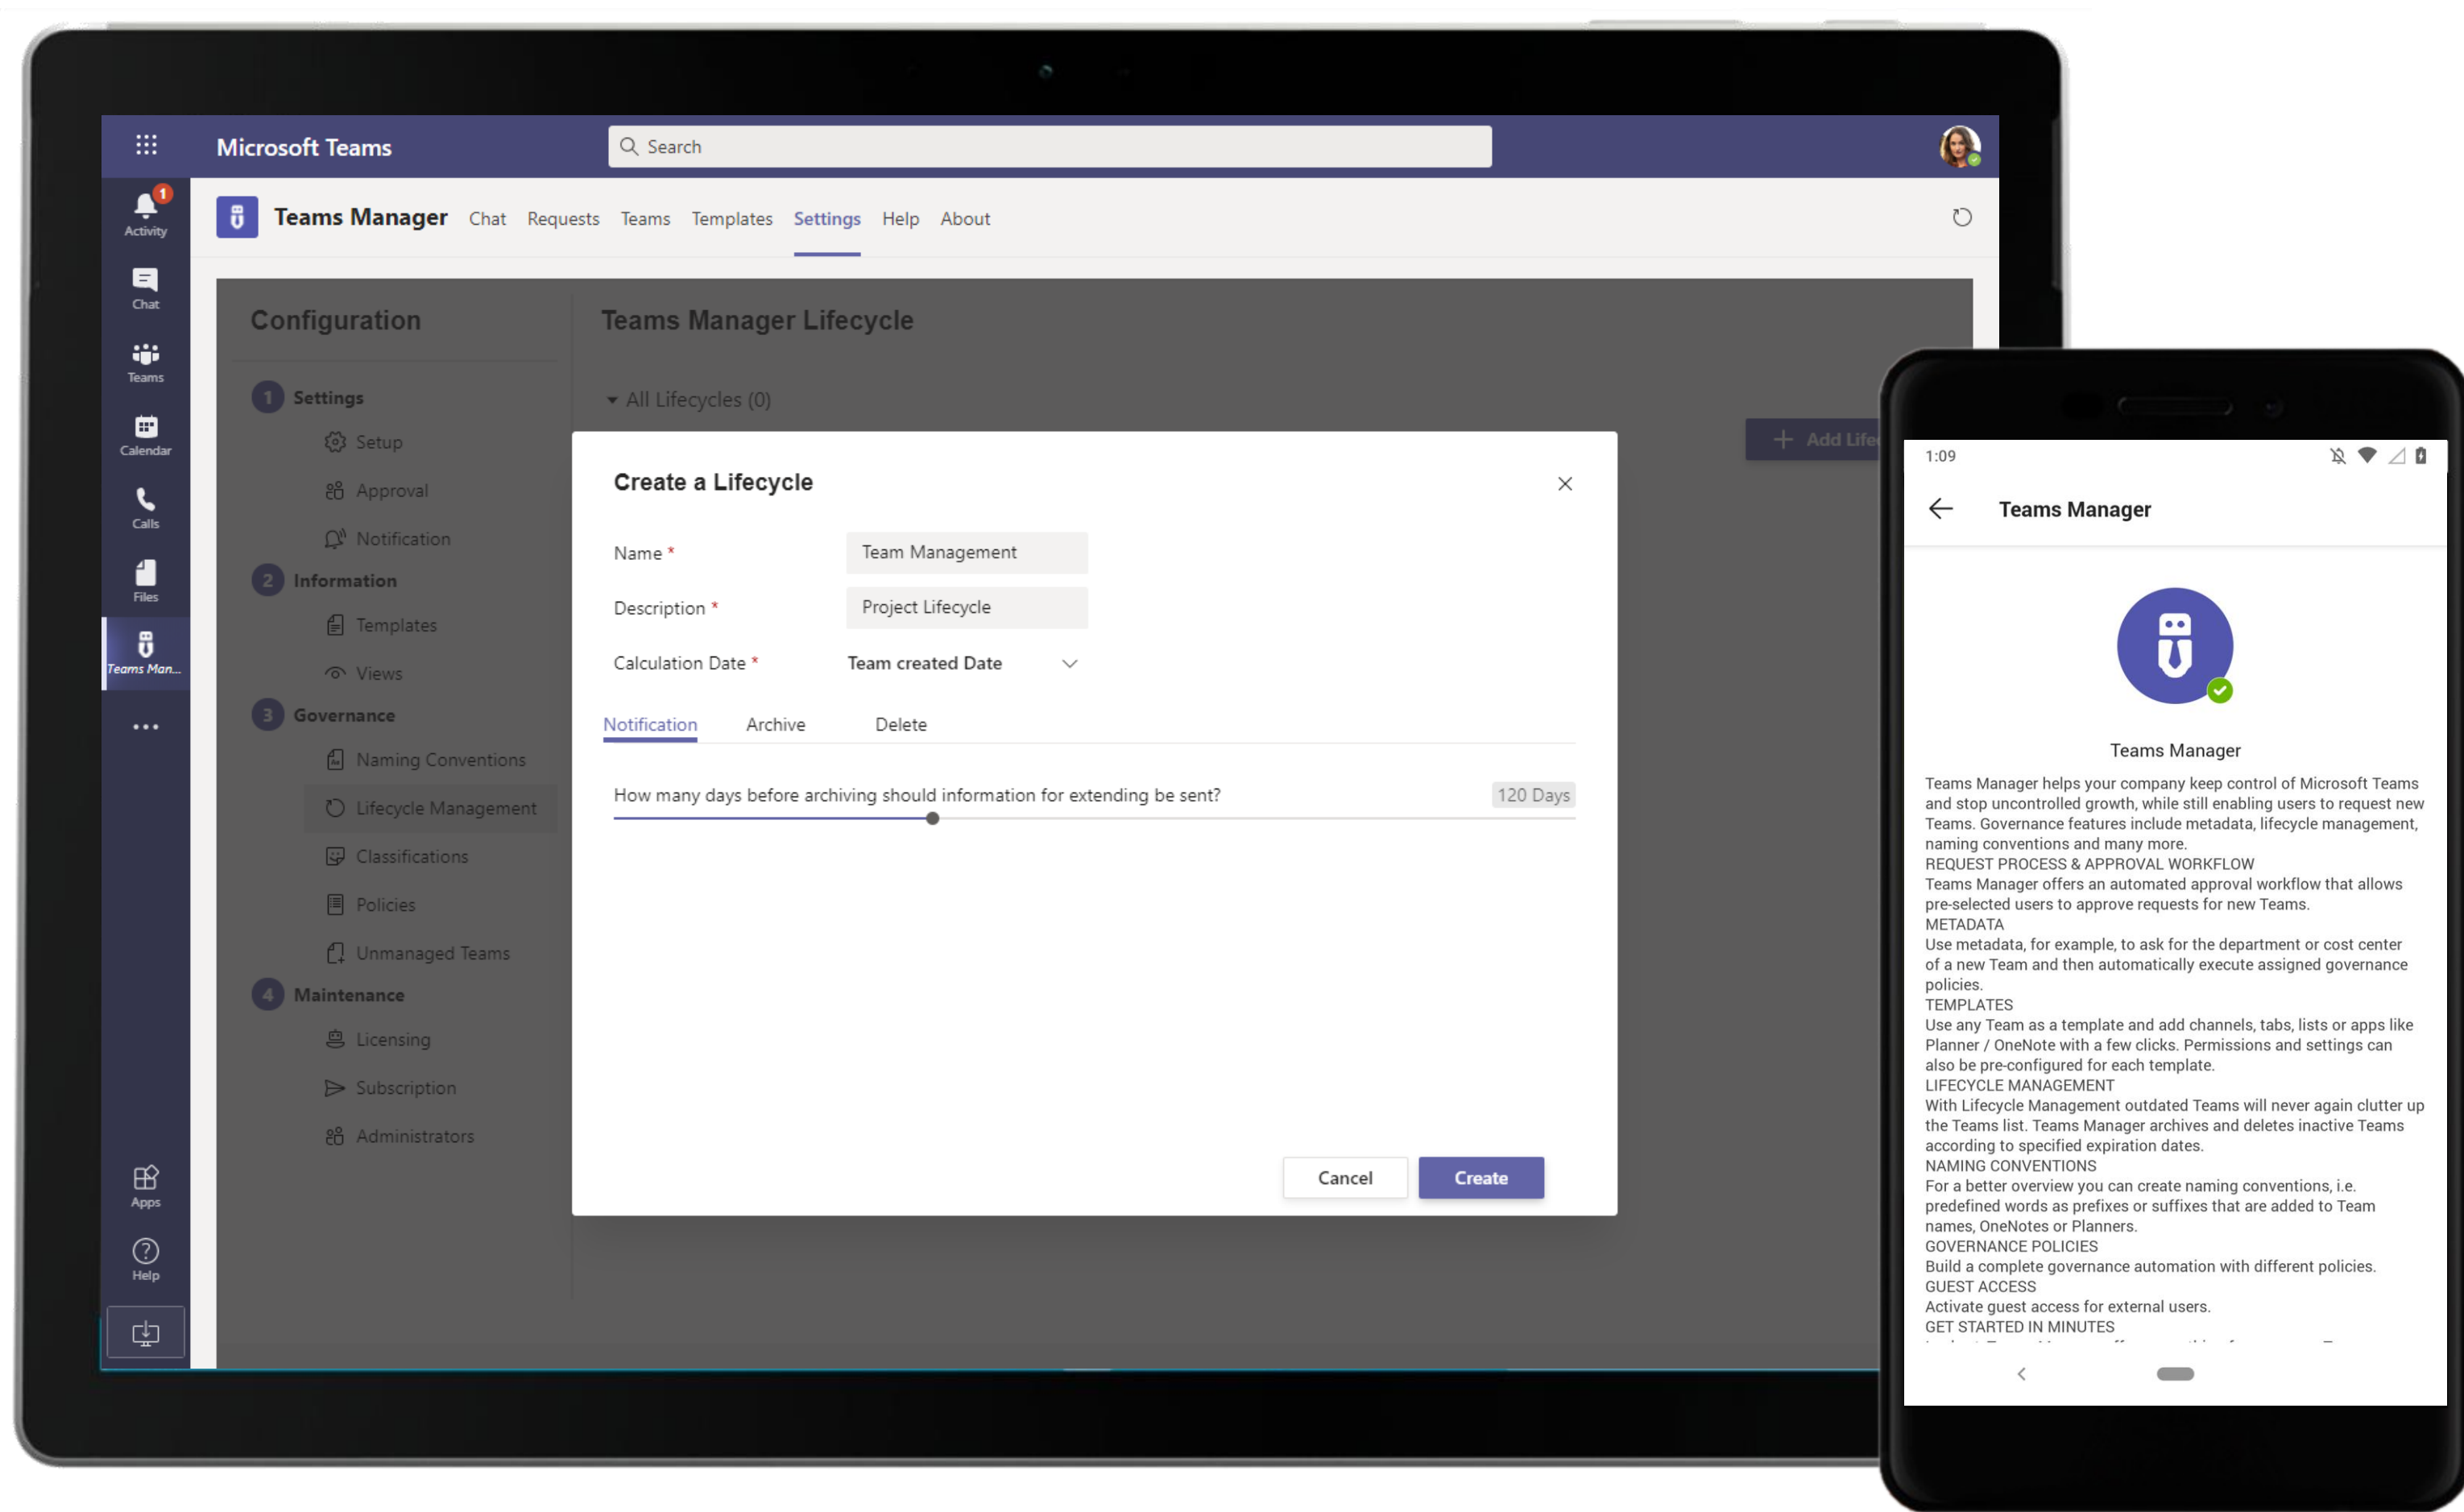 Microsoft Teams
Search
1
Activity
Chat
Teams
Calendar
Calls
Files
Teams Man...
Apps
Help
Teams Manager Chat Requests Teams Templates Settings Help About
Configuration
1 Settings
Setup
Approval
Notification
2 Information
Templates
Views
3 Governance
Naming Conventions
Lifecycle Management
Classifications
Policies
Unmanaged Teams
4 Maintenance
Licensing
Subscription
Administrators
Teams Manager Lifecycle
All Lifecycles (0)
+ Add
Create a Lifecycle
Name * Team Management
Description * Project Lifecycle
Calculation Date * Team created Date
Notification Archive Delete
How many days before archiving should information for extending be sent? 120 Days
Cancel Create
1:09
Teams Manager
Teams Manager
Teams Manager helps your company keep control of Microsoft Teams
and stop uncontrolled growth, while still enabling users to request new
Teams. Governance features include metadata, lifecycle management,
naming conventions and many more.
REQUEST PROCESS & APPROVAL WORKFLOW
Teams Manager offers an automated approval workflow that allows
pre-selected users to approve requests for new Teams.
METADATA
Use metadata, for example, to ask for the department or cost center
of a new Team and then automatically execute assigned governance
policies.
TEMPLATES
Use any Team as a template and add channels, tabs, lists or apps like
Planner / OneNote with a few clicks. Permissions and settings can
also be pre-configured for each template.
LIFECYCLE MANAGEMENT
With Lifecycle Management outdated Teams will never again clutter up
the Teams list. Teams Manager archives and deletes inactive Teams
according to specified expiration dates.
NAMING CONVENTIONS
For a better overview you can create naming conventions, i.e.
predefined words as prefixes or suffixes that are added to Team
names, OneNotes or Planners.
GOVERNANCE POLICIES
Build a complete governance automation with different policies.
GUEST ACCESS
Activate guest access for external users.
GET STARTED IN MINUTES